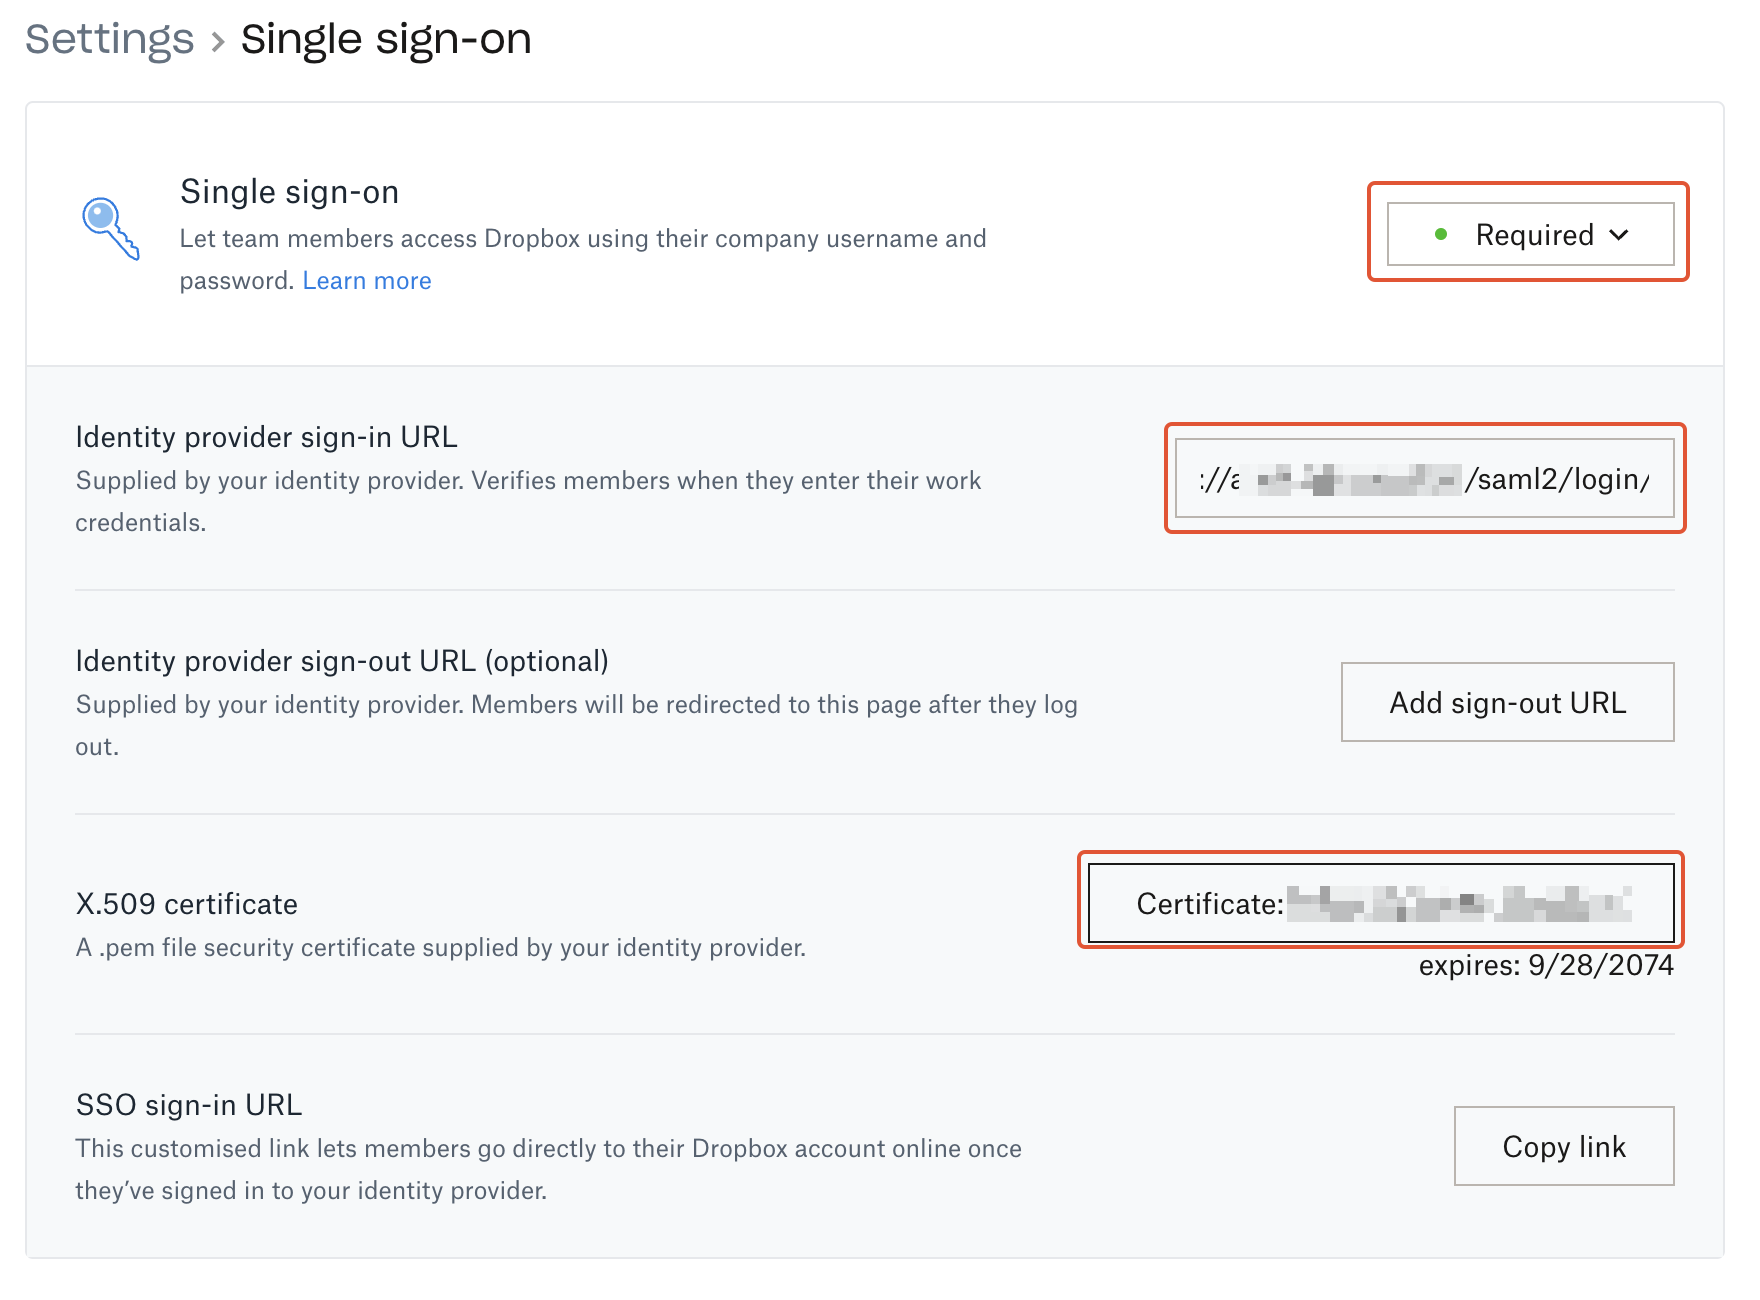 Settings > Single sign-on
Single sign-on
Let team members access Dropbox using their company username and
password. Learn more
Required
Identity provider sign-in URL
Supplied by your identity provider. Verifies members when they enter their work
credentials.
://a /saml2/login/
Identity provider sign-out URL (optional)
Supplied by your identity provider. Members will be redirected to this page after they log
out.
Add sign-out URL
X.509 certificate
A .pem file security certificate supplied by your identity provider.
Certificate:
expires: 9/28/2074
SSO sign-in URL
This customised link lets members go directly to their Dropbox account online once
they’ve signed in to your identity provider.
Copy link